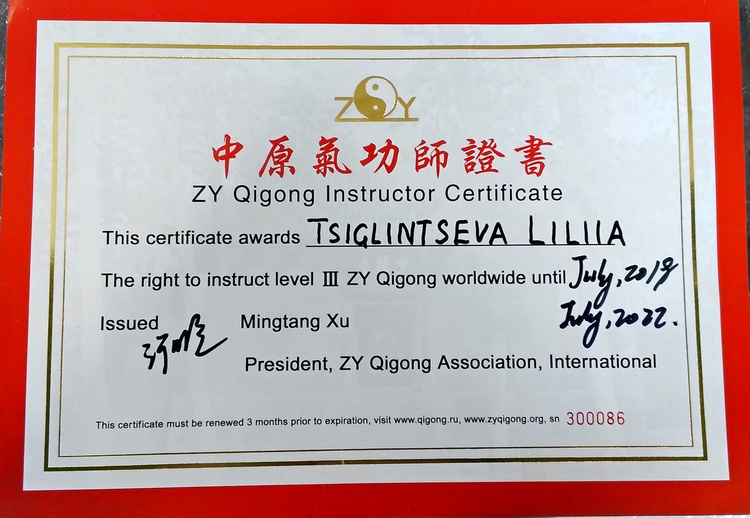 ZY
中原氣功師證書
ZY Qigong Instructor Certificate
This certificate awards TSIGLINTSEVA LILIIA
The right to instruct level Ⅲ ZY Qigong worldwide until July, 2019
July, 2022.
Issued Mingtang Xu
President, ZY Qigong Association, International
This certificate must be renewed 3 months prior to expiration, visit www.qigong.ru, www.zyqigong.org, sn 300086